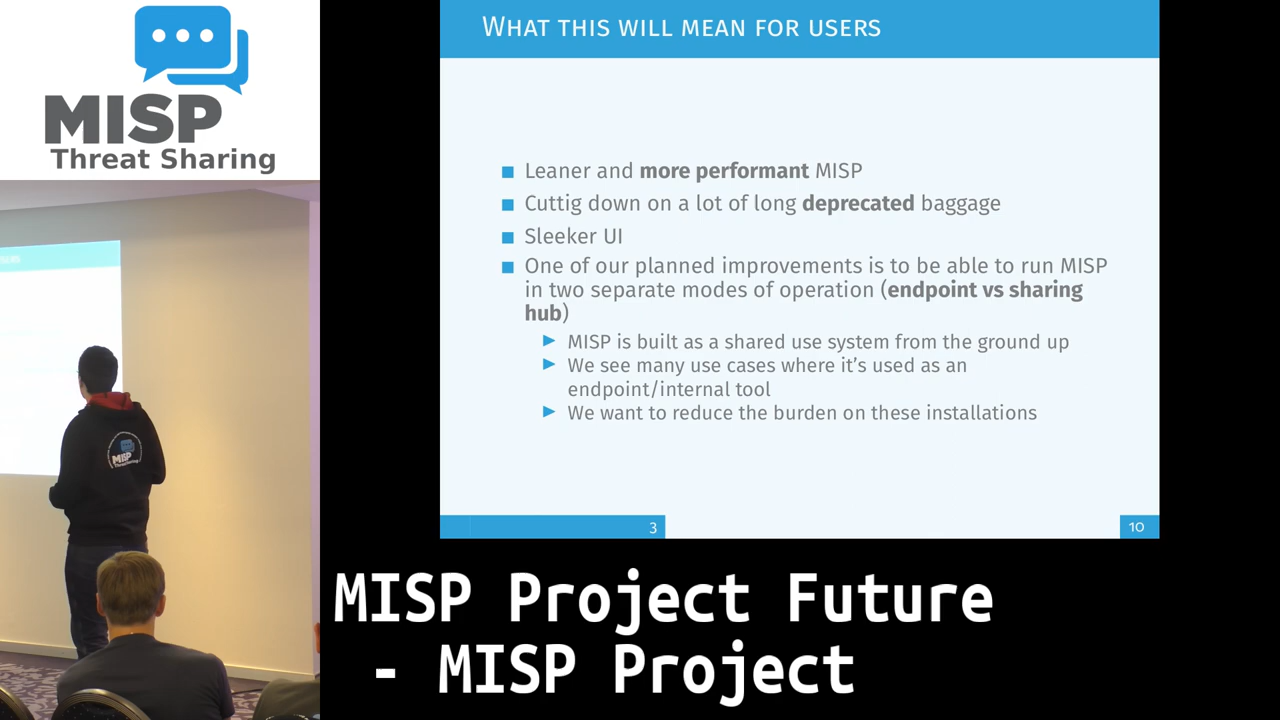 MISP
Threat Sharing
WHAT THIS WILL MEAN FOR USERS
Leaner and more performant MISP
Cuttig down on a lot of long deprecated baggage
Sleeker UI
One of our planned improvements is to be able to run MISP
in two separate modes of operation (endpoint vs sharing
hub)
MISP is built as a shared use system from the ground up
We see many use cases where it's used as an
endpoint/internal tool
We want to reduce the burden on these installations
3
10
MISP
MISP Project Future
- MISP Project